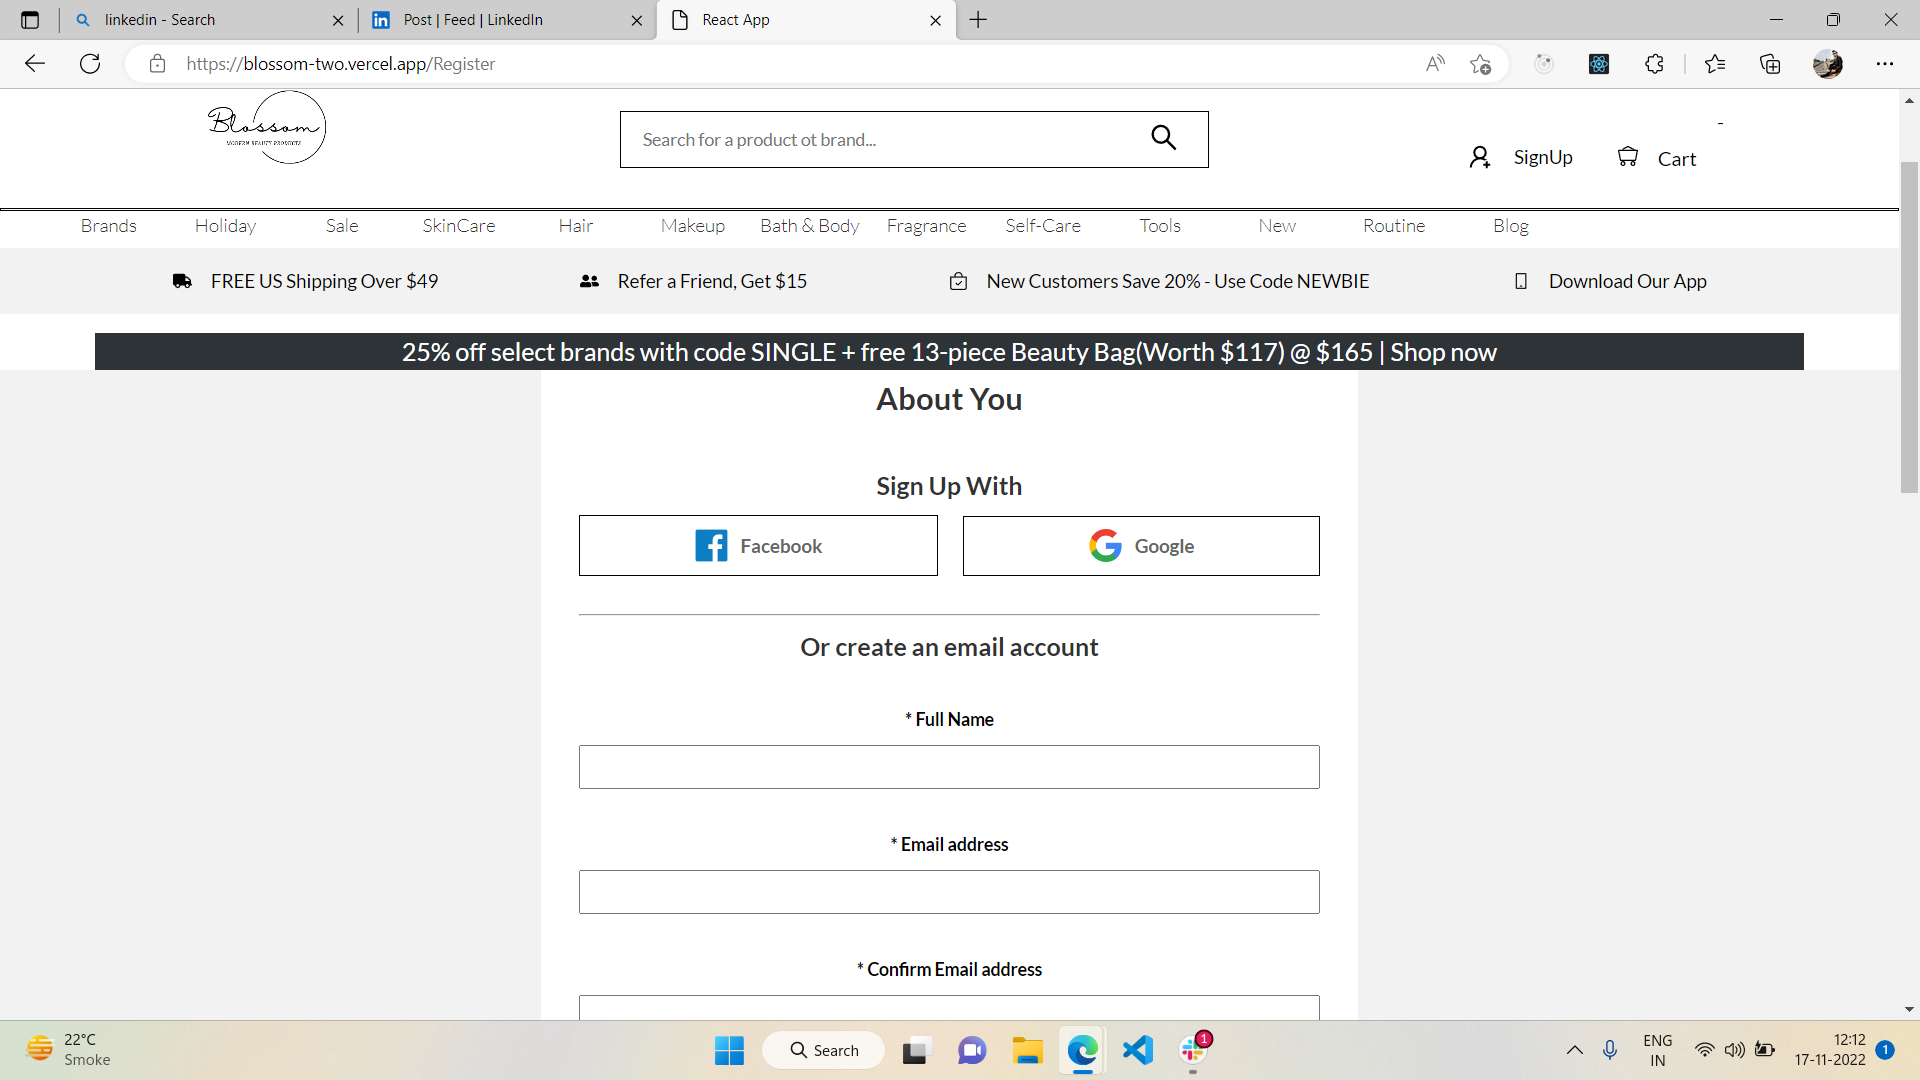 linkedin - Search
Post | Feed | LinkedIn
React App
https://blossom-two.vercel.app/Register
Blossom
MODERN BEAUTY PRODUCTS
Search for a product ot brand...
-
SignUp
Cart
Brands Holiday Sale SkinCare Hair Makeup Bath & Body Fragrance Self-Care Tools New Routine Blog
FREE US Shipping Over $49
Refer a Friend, Get $15
New Customers Save 20% - Use Code NEWBIE
Download Our App
25% off select brands with code SINGLE + free 13-piece Beauty Bag(Worth $117) @ $165 | Shop now
About You
Sign Up With
Facebook
Google
Or create an email account
* Full Name
* Email address
* Confirm Email address
22°C
Smoke
Search
1
ENG
IN
12:12
17-11-2022
1